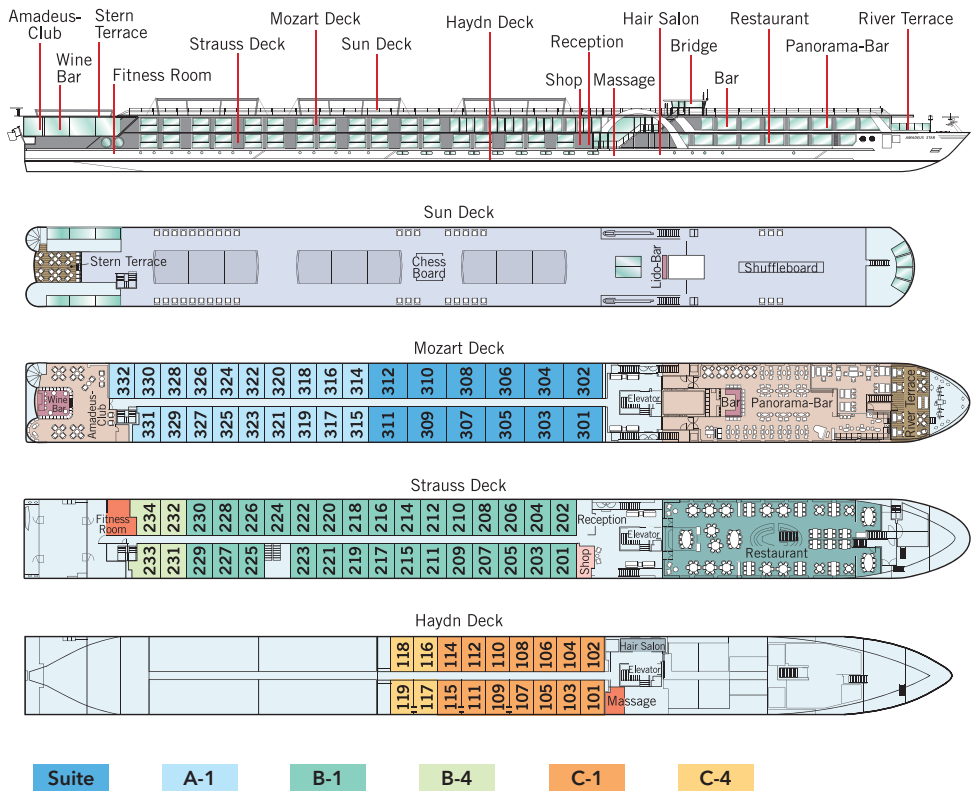 Amadeus-
Club
Stern
Terrace
Wine
Bar
Fitness Room
Mozart Deck
Strauss Deck
Sun Deck
Haydn Deck
Reception
Shop
Massage
Hair Salon
Bridge
Restaurant
Bar
Panorama-Bar
River Terrace
AMADEUS STAR
Sun Deck
Stern Terrace
Chess
Board
Lido-Bar
Shuffleboard
Mozart Deck
Wine
Bar
Amadeus-
Club
332 330 328 326 324 322 320 318 316 314 312 310 308 306 304 302
331 329 327 325 323 321 319 317 315 311 309 307 305 303 301
Elevator
Bar
Panorama-Bar
River Terrace
Strauss Deck
Fitness
Room
234 232 230 228 226 224 222 220 218 216 214 212 210 208 206 204 202
233 231 229 227 225 223 221 219 217 215 211 209 207 205 203 201
Reception
Elevator
Shop
Restaurant
Haydn Deck
118 116 114 112 110 108 106 104 102
119 117 115 111 109 107 105 103 101
Hair Salon
Elevator
Massage
Suite A-1 B-1 B-4 C-1 C-4